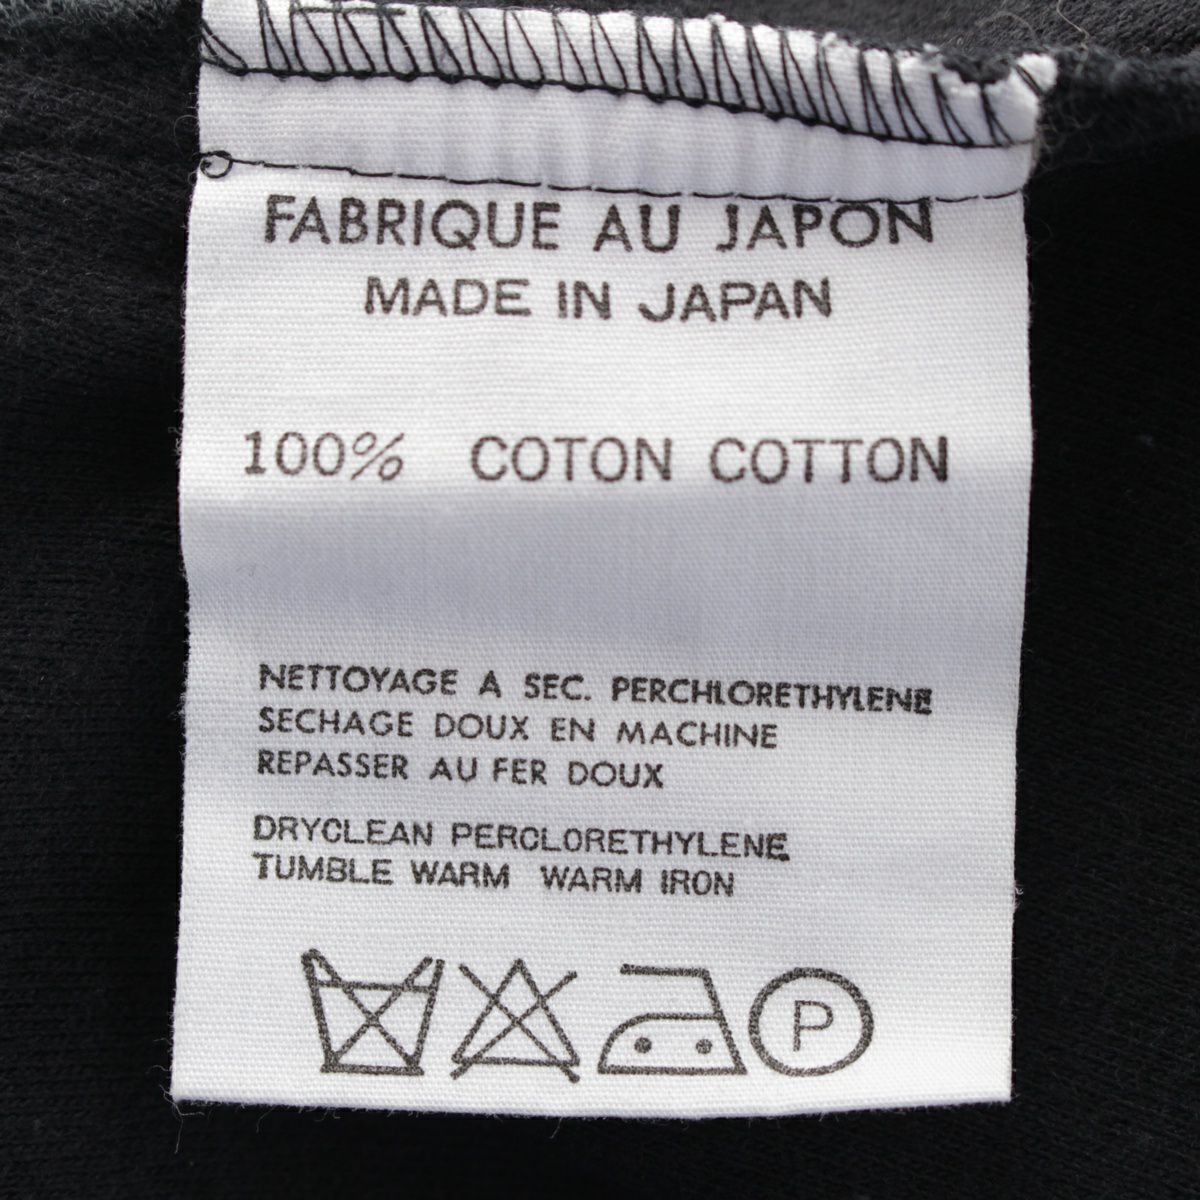 FABRIQUE AU JAPON
MADE IN JAPAN
100% COTON COTTON
NETTOYAGE A SEC. PERCHLORETHYLENE
SECHAGE DOUX EN MACHINE
REPASSER AU FER DOUX
DRYCLEAN PERCLORETHYLENE
TUMBLE WARM WARM IRON
P